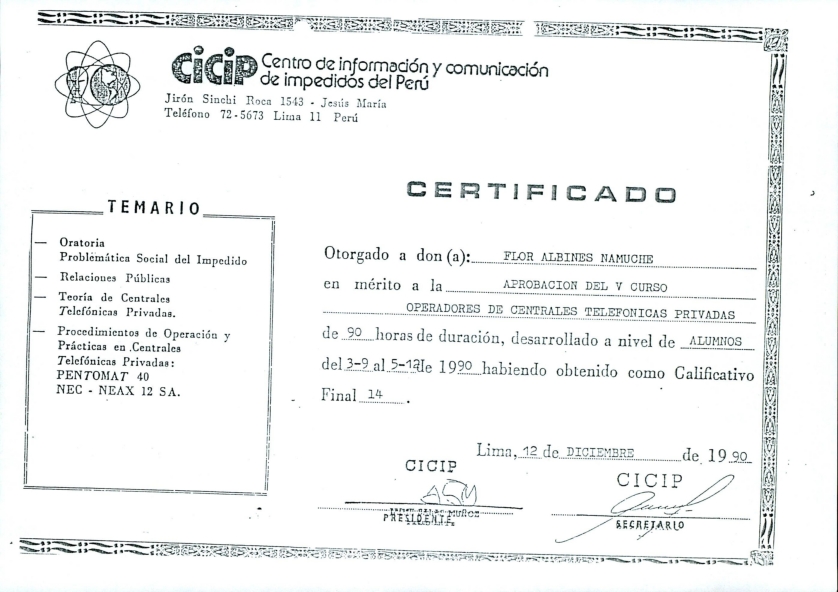 CiCiP Centro de información y comunicación
de impedidos del Perú
Jirón Sinchi Roca 1543 - Jesús María
Teléfono 72-5673 Lima 11 Perú
CERTIFICADO
TEMARIO
— Oratoria
Problemática Social del Impedido
— Relaciones Públicas
— Teoría de Centrales
Telefónicas Privadas.
— Procedimientos de Operación y
Prácticas en Centrales
Telefónicas Privadas:
PENTOMAT 40
NEC - NEAX 12 SA.
Otorgado a don (a): FLOR ALBINES NAMUCHE
en mérito a la APROBACION DEL V CURSO
OPERADORES DE CENTRALES TELEFONICAS PRIVADAS
de 90 horas de duración, desarrollado a nivel de ALUMNOS
del 3-9 al 5-12 de 1990 habiendo obtenido como Calificativo
Final 14 .
Lima, 12 de DICIEMBRE de 19 90
CICIP
PRESIDENTE
CICIP
SECRETARIO